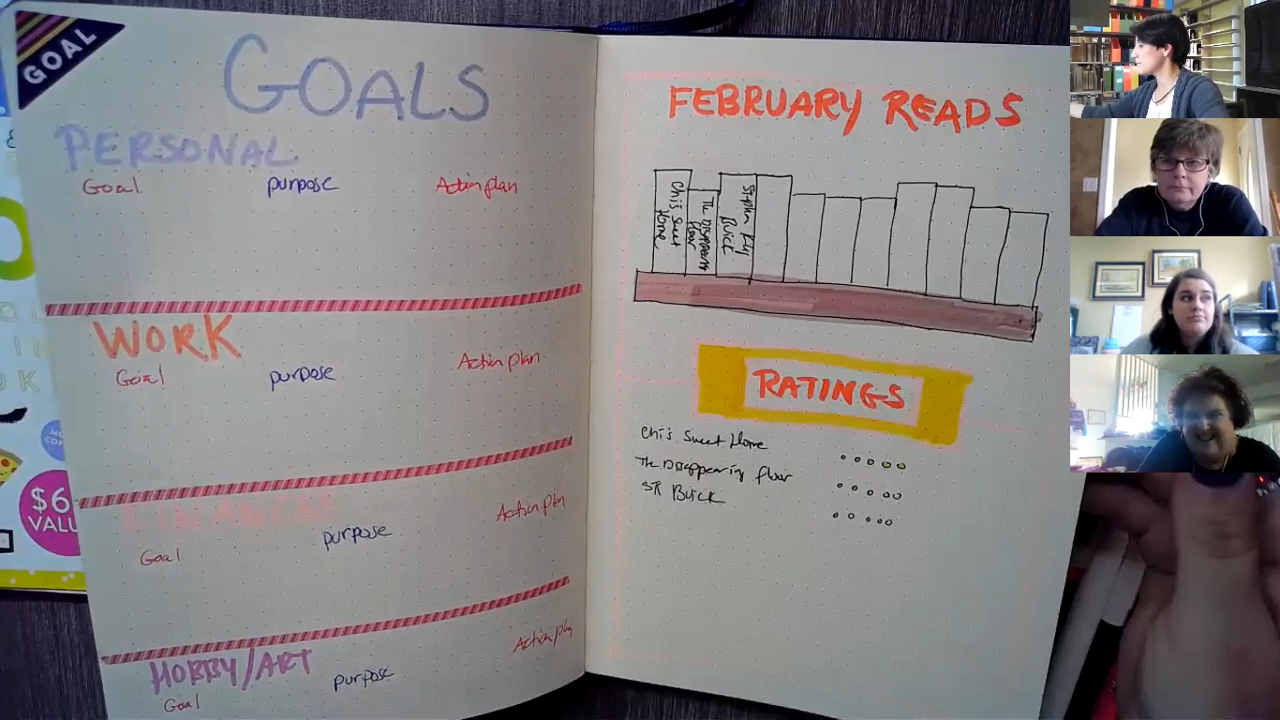 GOAL
GOALS
PERSONAL
Goal purpose Action plan
WORK
Goal purpose Action plan
FINANCES
Goal purpose Action plan
HOBBY/ART
Goal purpose Action plan
$6
VALU
FEBRUARY READS
Chi's Sweet Home
The Disappearing floor
Stephen King Buick
RATINGS
Chi's Sweet Home
The Disappearing floor
SK Buick